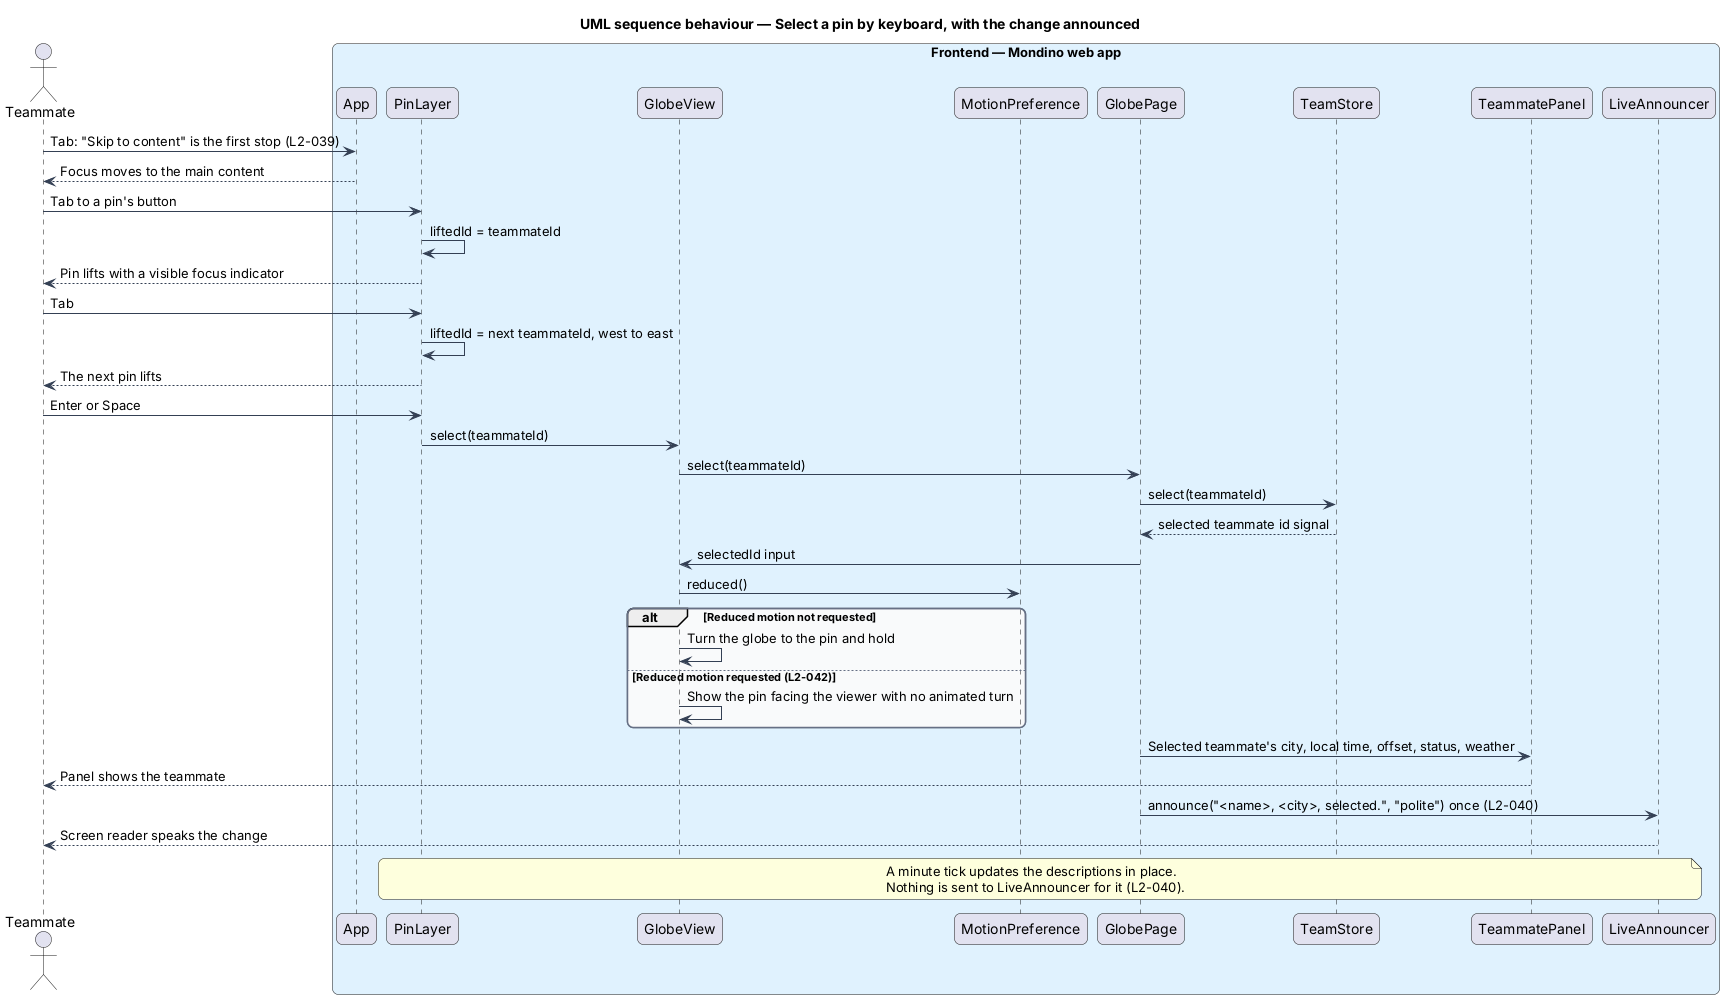 UML sequence behaviour — Select a pin by keyboard, with the change announced
Frontend — Mondino web app
Teammate
App
PinLayer
GlobeView
MotionPreference
GlobePage
TeamStore
TeammatePanel
LiveAnnouncer
Tab: "Skip to content" is the first stop (L2-039)
Focus moves to the main content
Tab to a pin's button
liftedId = teammateId
Pin lifts with a visible focus indicator
Tab
liftedId = next teammateId, west to east
The next pin lifts
Enter or Space
select(teammateId)
select(teammateId)
select(teammateId)
selected teammate id signal
selectedId input
reduced()
alt
[Reduced motion not requested]
Turn the globe to the pin and hold
[Reduced motion requested (L2-042)]
Show the pin facing the viewer with no animated turn
Selected teammate's city, local time, offset, status, weather
Panel shows the teammate
announce("<name>, <city>, selected.", "polite") once (L2-040)
Screen reader speaks the change
A minute tick updates the descriptions in place.
Nothing is sent to LiveAnnouncer for it (L2-040).
Teammate
App
PinLayer
GlobeView
MotionPreference
GlobePage
TeamStore
TeammatePanel
LiveAnnouncer